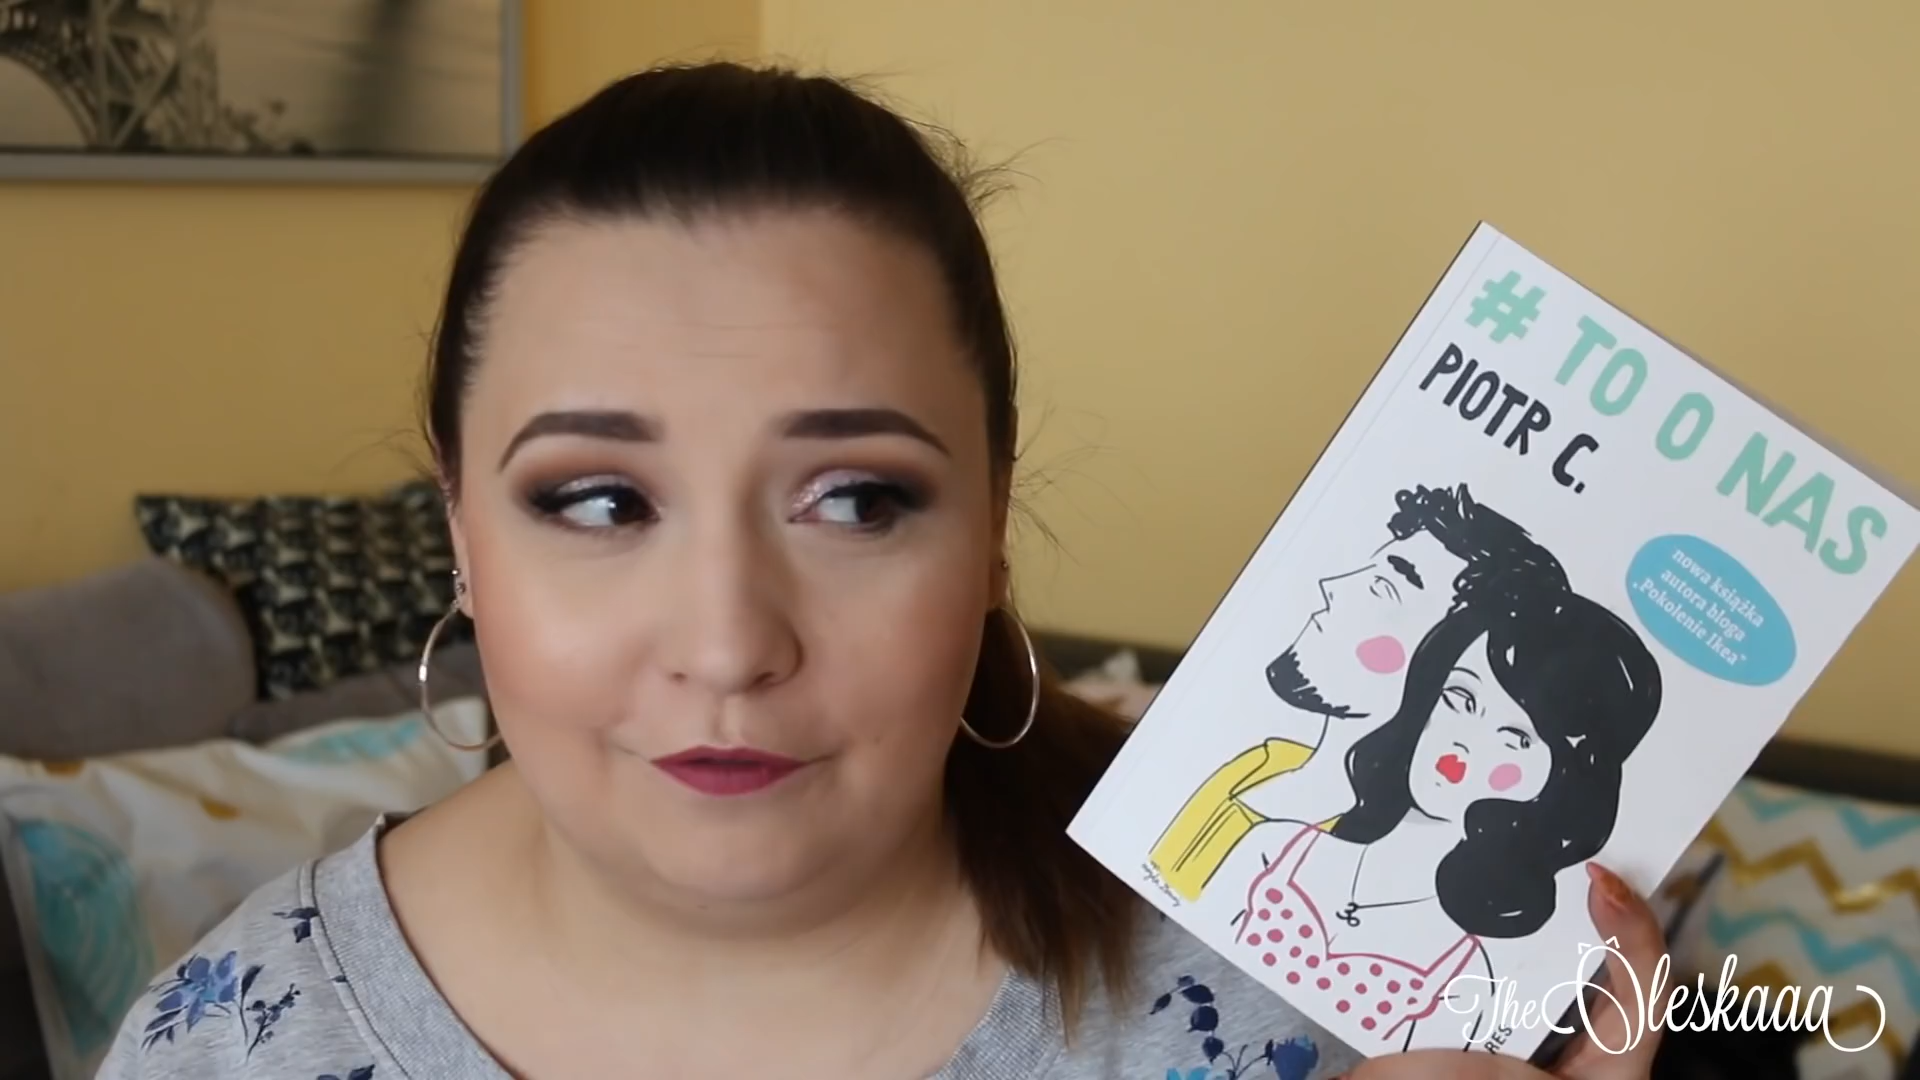 # TO O NAS
PIOTR C.
nowa książka
autora bloga
„Pokolenie Ikea”
TheOleskaaa